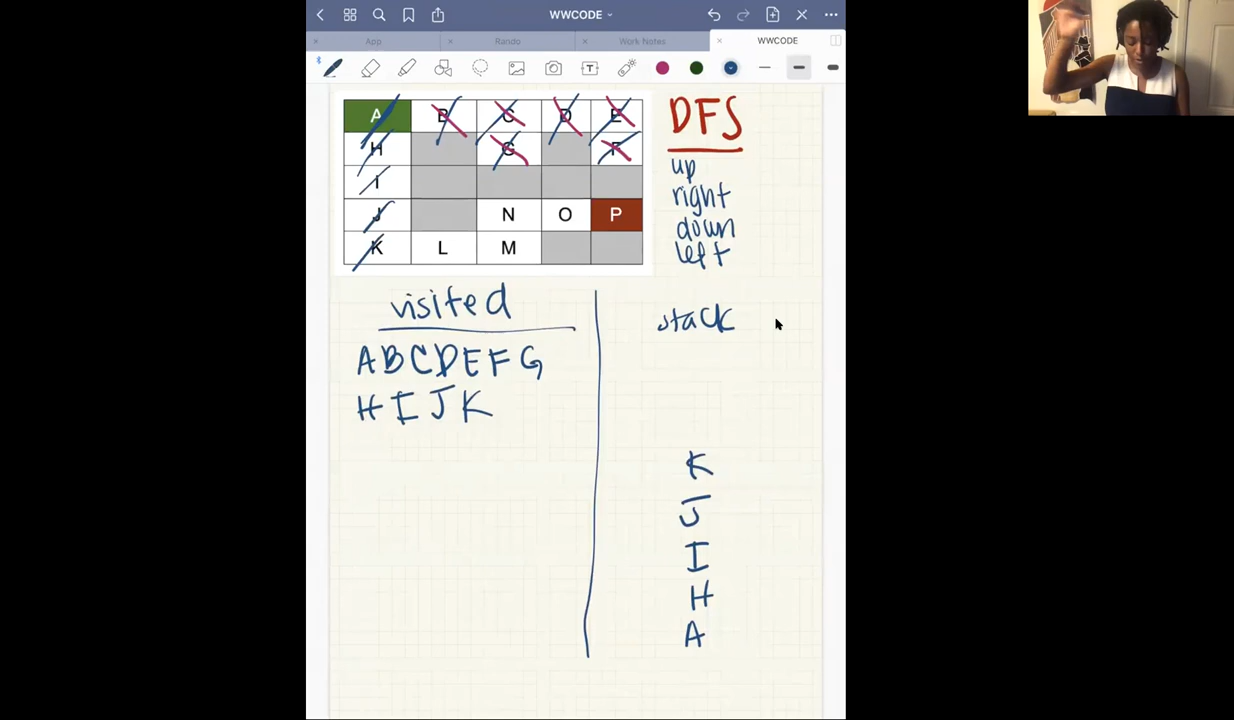 WWCODE
App Rando Work Notes WWCODE
A B C D E
H G F
I
J N O P
K L M
DFS
up
right
down
left
visited
ABCDEFG
HIJK
stack
K
J
I
H
A